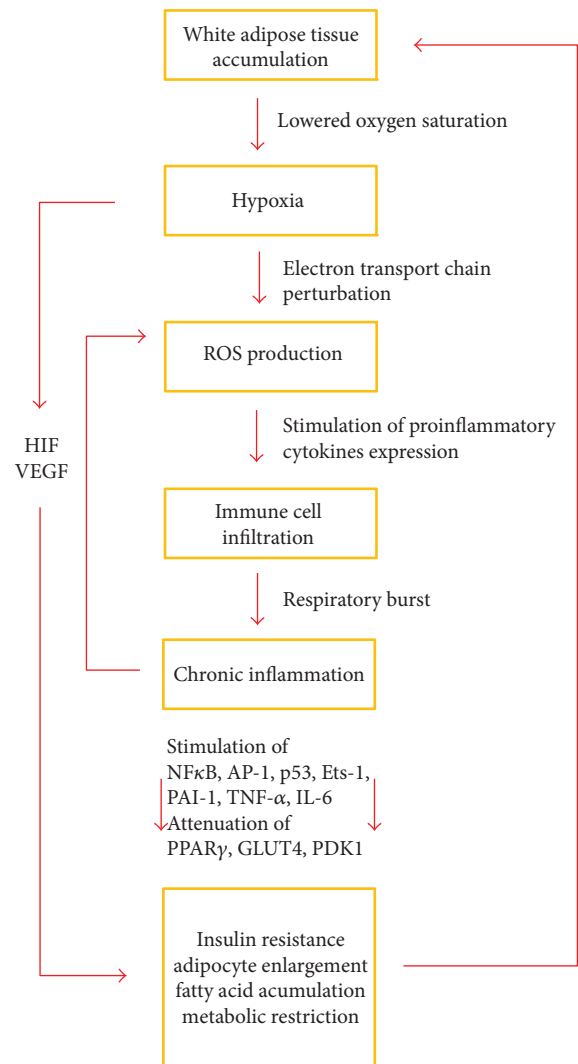 White adipose tissue
accumulation
Lowered oxygen saturation
Hypoxia
Electron transport chain
perturbation
ROS production
Stimulation of proinflammatory
cytokines expression
HIF
VEGF
Immune cell
infiltration
Respiratory burst
Chronic inflammation
Stimulation of
NFκB, AP-1, p53, Ets-1,
PAI-1, TNF-α, IL-6
Attenuation of
PPARγ, GLUT4, PDK1
Insulin resistance
adipocyte enlargement
fatty acid acumulation
metabolic restriction